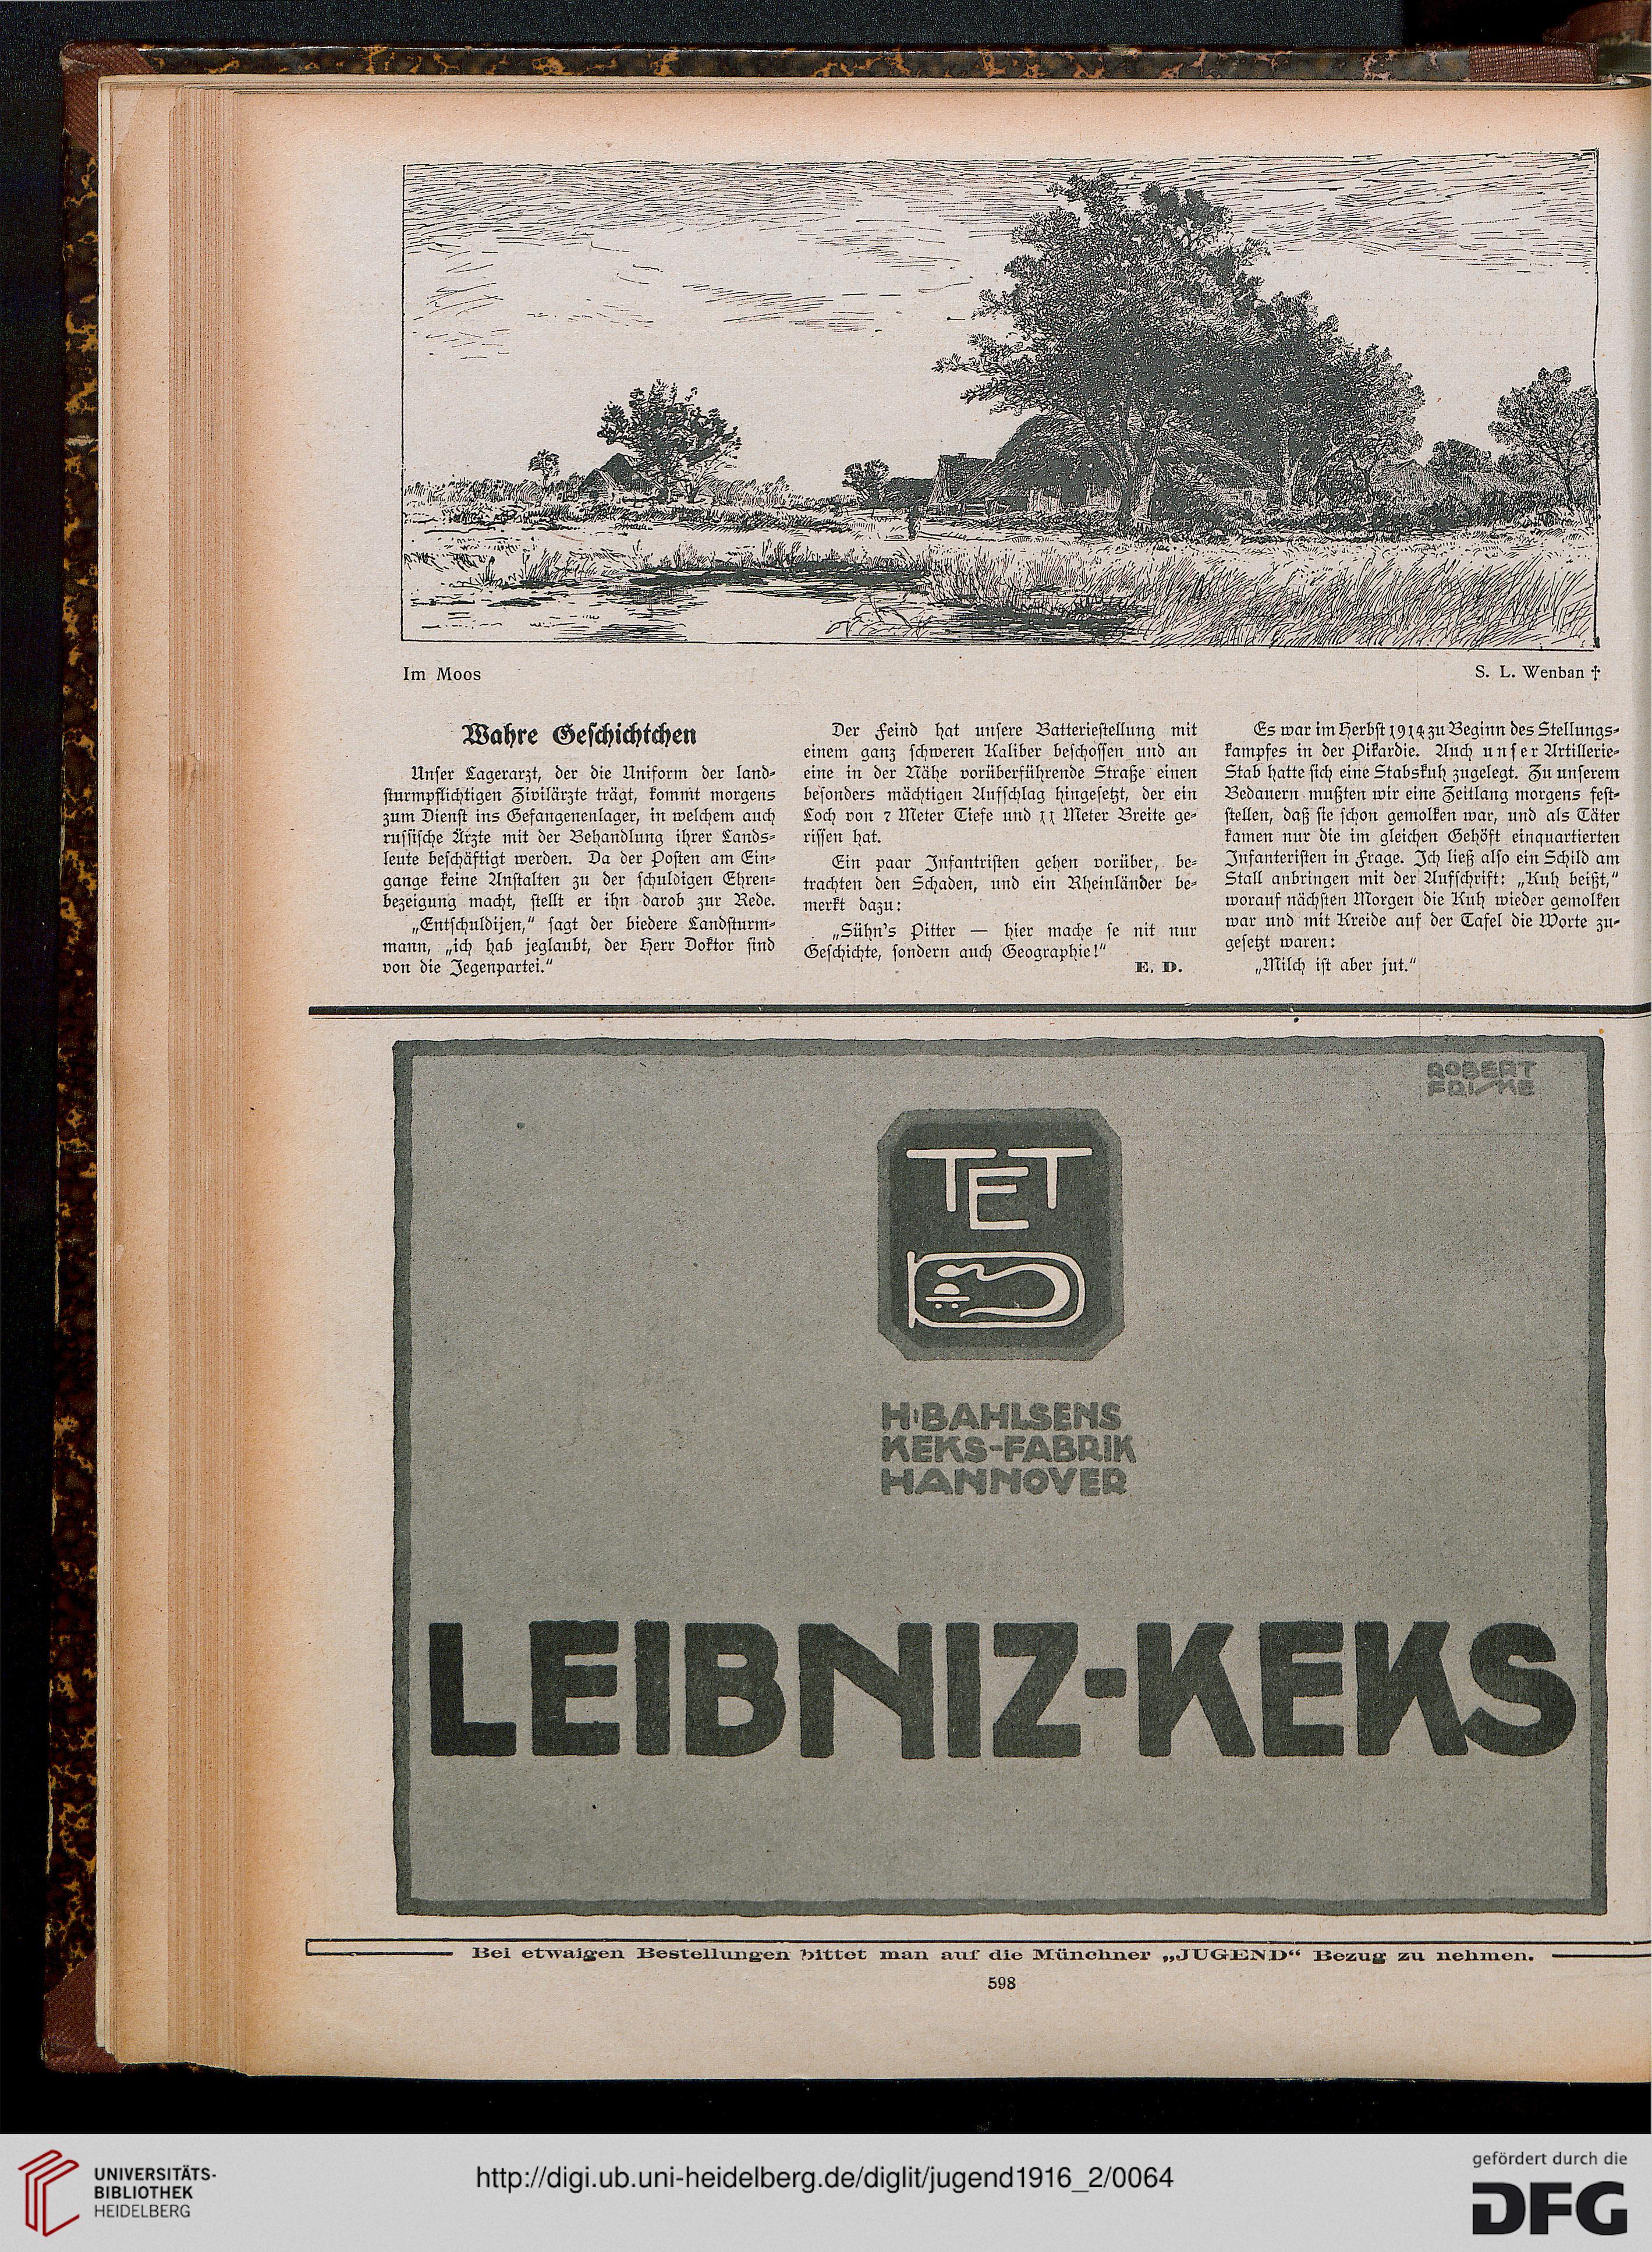 Im Moos
S. L. Wenban †
Wahre Geschichtchen
Unser Lagerarzt, der die Uniform der land-
sturmpflichtigen Zivilärzte trägt, kommt morgens
zum Dienst ins Gefangenenlager, in welchem auch
russische Ärzte mit der Behandlung ihrer Lands-
leute beschäftigt werden. Da der Posten am Ein-
gange keine Anstalten zu der schuldigen Ehren-
bezeigung macht, stellt er ihn darob zur Rede.
„Entschuldijen,“ sagt der biedere Landsturm-
mann, „ich hab jeglaubt, der Herr Doktor sind
von die Jegenpartei.“
Der Feind hat unsere Batteriestellung mit
einem ganz schweren Kaliber beschossen und an
eine in der Nähe vorüberführende Straße einen
besonders mächtigen Aufschlag hingesetzt, der ein
Loch von 7 Meter Tiefe und 11 Meter Breite ge-
rissen hat.
Ein paar Infantristen gehen vorüber, be-
trachten den Schaden, und ein Rheinländer be-
merkt dazu:
„Sühn's Pitter — hier mache se nit nur
Geschichte, sondern auch Geographie!“
E. D.
Es war im Herbst 1914 zu Beginn des Stellungs-
kampfes in der Pikardie. Auch unser Artillerie-
Stab hatte sich eine Stabskuh zugelegt. Zu unserem
Bedauern mußten wir eine Zeitlang morgens fest-
stellen, daß sie schon gemolken war, und als Täter
kamen nur die im gleichen Gehöft einquartierten
Infanteristen in Frage. Ich ließ also ein Schild am
Stall anbringen mit der Aufschrift: „Kuh beißt,“
worauf nächsten Morgen die Kuh wieder gemolken
war und mit Kreide auf der Tafel die Worte zu-
gesetzt waren:
„Milch ist aber jut.“
ROBERT
ERISME
TET
H·BAHLSENS
KEKS-FABRIK
HANNOVER
LEIBNIZ-KEKS
Bei etwaigen Bestellungen bittet man auf die Münchner „JUGEND“ Bezug zu nehmen.
598
UNIVERSITÄTS-
BIBLIOTHEK
HEIDELBERG
http://digi.ub.uni-heidelberg.de/diglit/jugend1916_2/0064
gefördert durch die
DFG